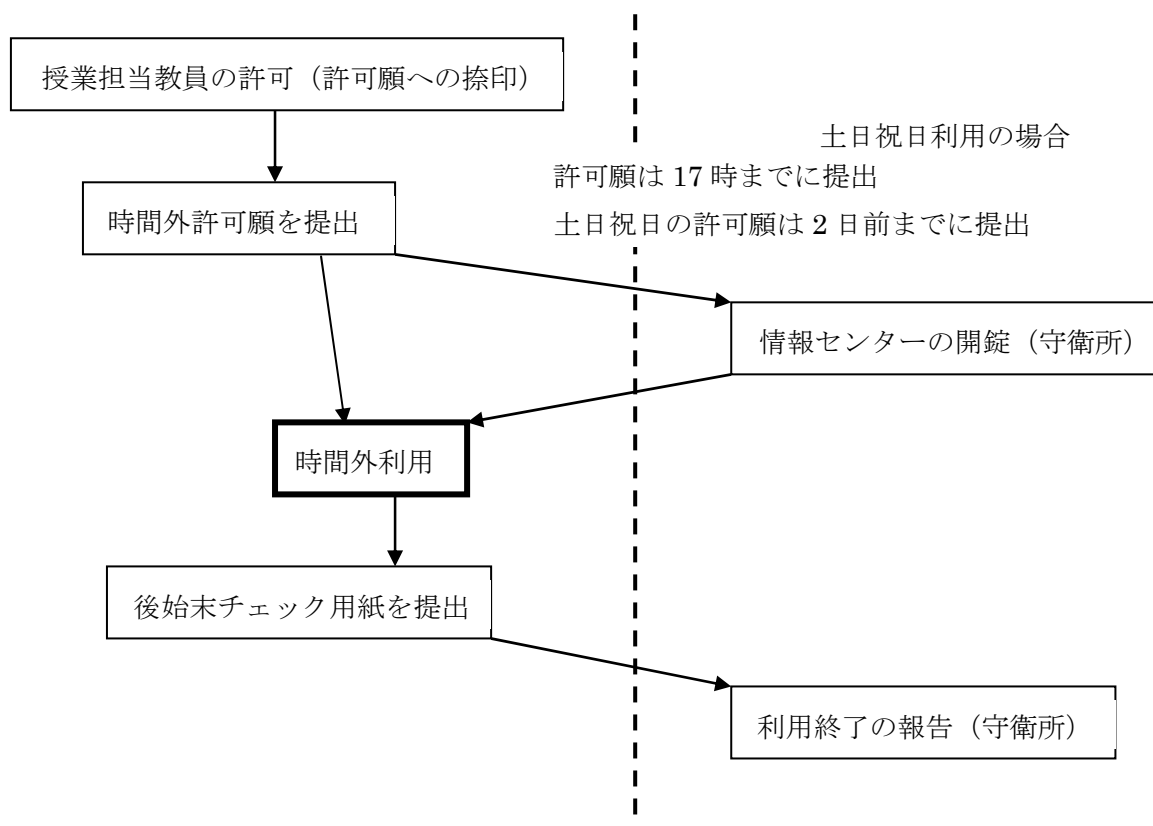 授業担当教員の許可（許可願への捺印）
土日祝日利用の場合
許可願は 17 時までに提出
時間外許可願を提出
土日祝日の許可願は 2 日前までに提出
情報センターの開錠（守衛所）
時間外利用
後始末チェック用紙を提出
利用終了の報告（守衛所）